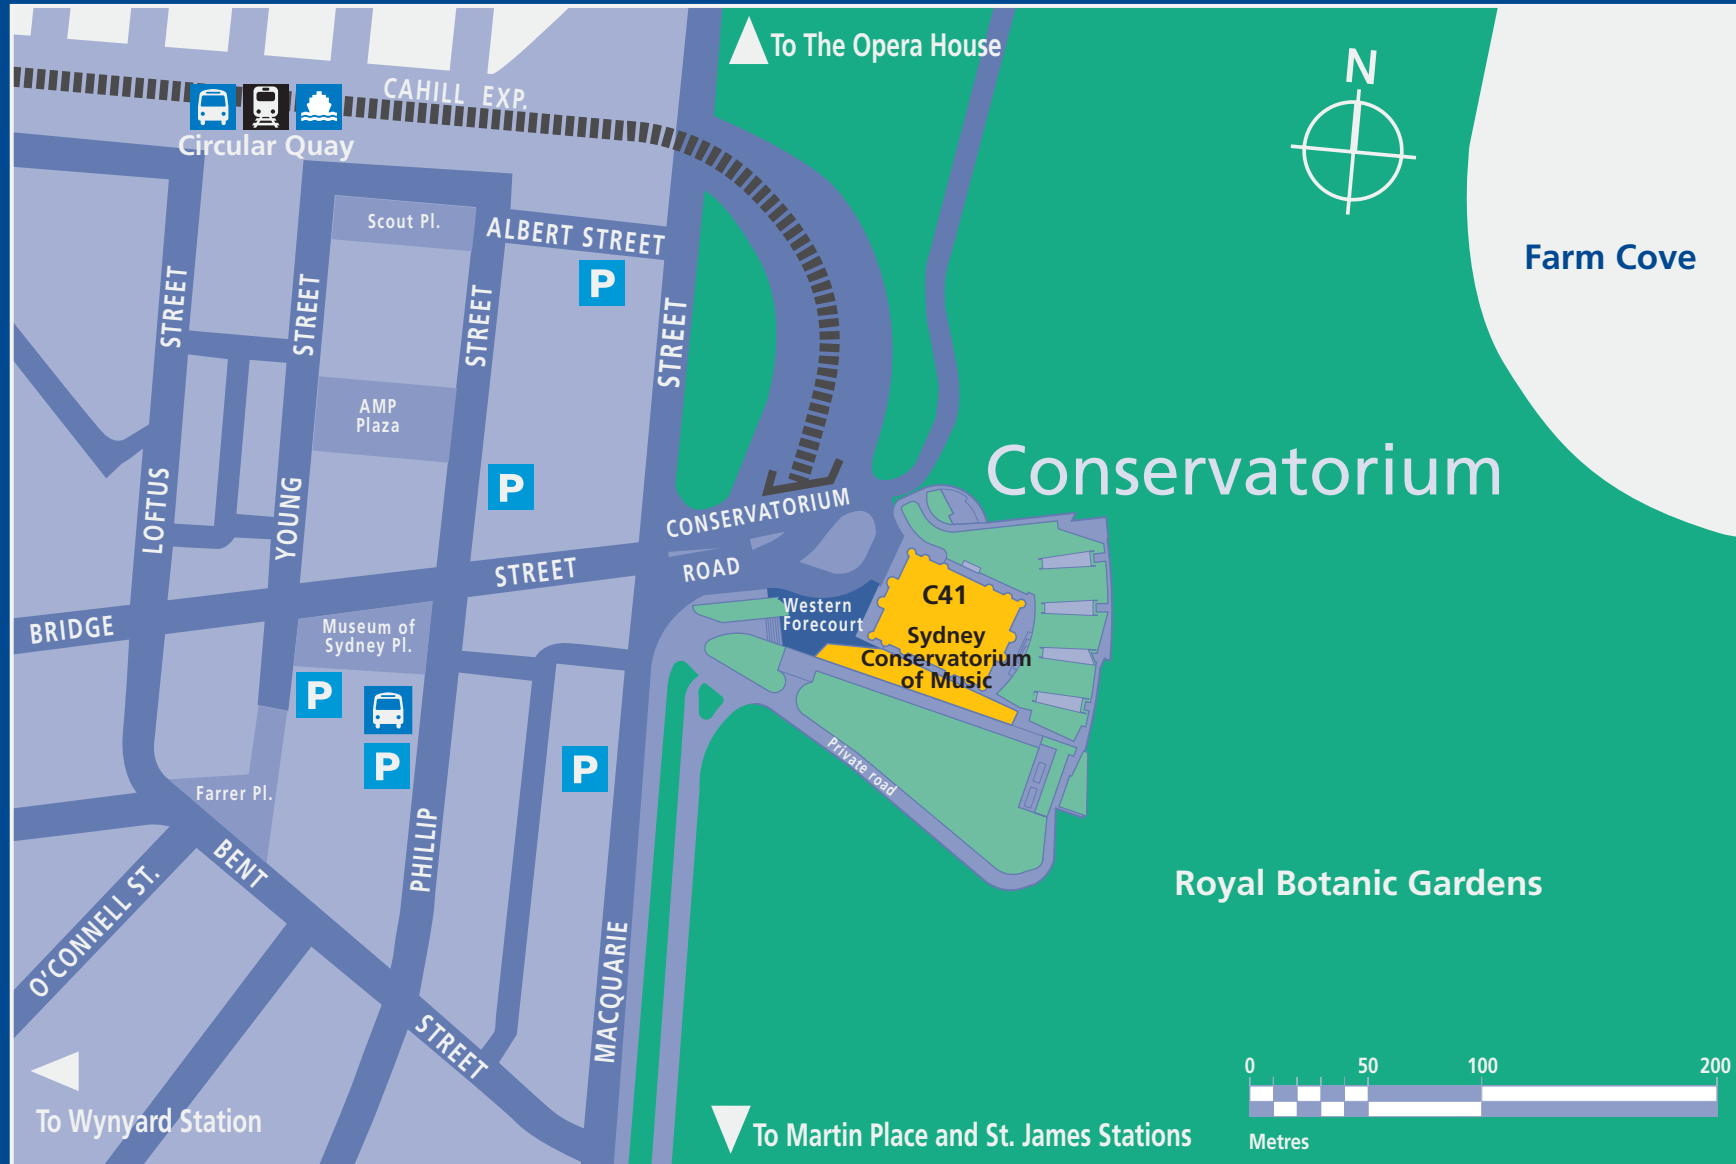 To The Opera House
N
CAHILL EXP.
Circular Quay
Scout Pl.
ALBERT STREET
P
Farm Cove
STREET
STREET
STREET
STREET
AMP
Plaza
Conservatorium
LOFTUS
YOUNG
P
CONSERVATORIUM
ROAD
STREET
BRIDGE
Museum of
Sydney Pl.
Western
Forecourt
C41
Sydney
Conservatorium
of Music
P
P
P
Private road
Farrer Pl.
PHILLIP
BENT
O'CONNELL ST.
Royal Botanic Gardens
MACQUARIE
STREET
To Wynyard Station
To Martin Place and St. James Stations
0 50 100 200
Metres